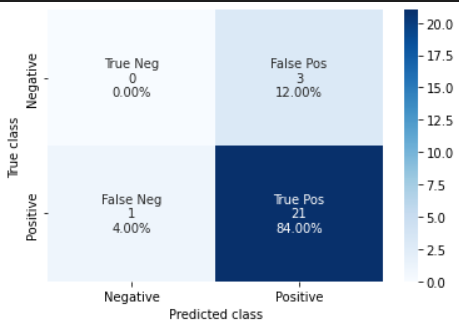 True Neg
0
0.00%
False Pos
3
12.00%
False Neg
1
4.00%
True Pos
21
84.00%
Negative
Positive
True class
Negative
Positive
Predicted class
20.0
17.5
15.0
12.5
10.0
7.5
5.0
2.5
0.0